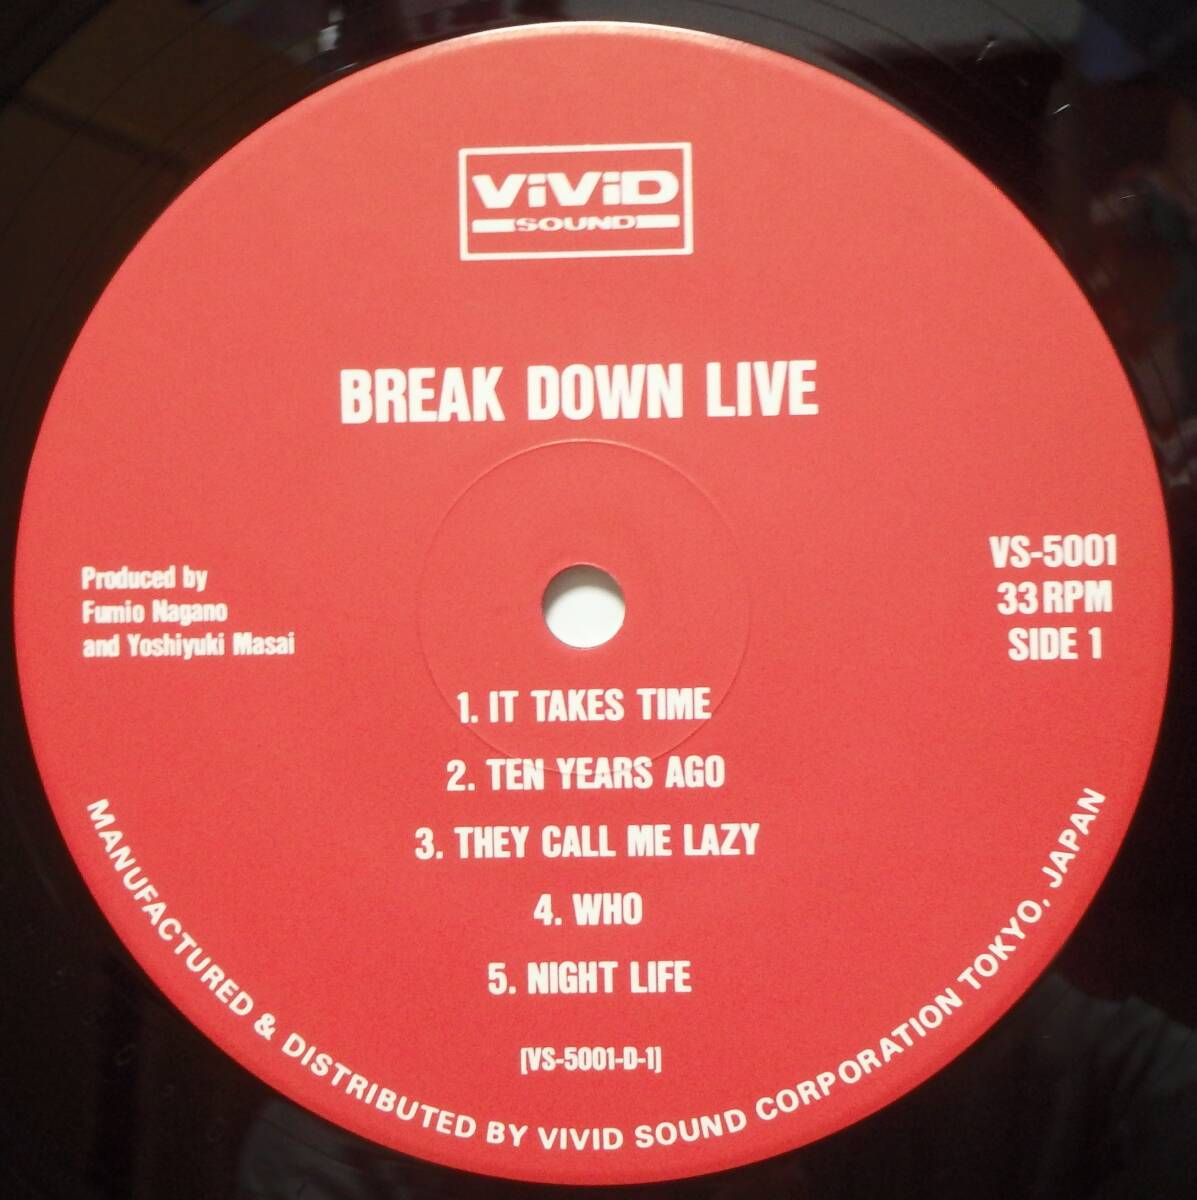 ViViD
SOUND
BREAK DOWN LIVE
Produced by
Fumio Nagano
and Yoshiyuki Masai
VS-5001
33 RPM
SIDE 1
1. IT TAKES TIME
2. TEN YEARS AGO
3. THEY CALL ME LAZY
4. WHO
5. NIGHT LIFE
[VS-5001-D-1]
MANUFACTURED & DISTRIBUTED BY VIVID SOUND CORPORATION TOKYO, JAPAN